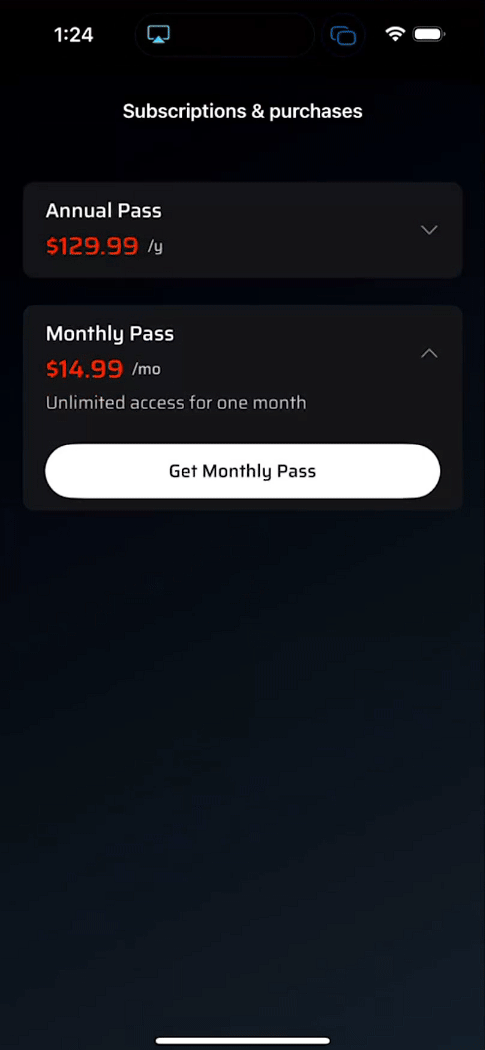 1:24
Subscriptions & purchases
Annual Pass
$129.99 /y
Monthly Pass
$14.99 /mo
Unlimited access for one month
Get Monthly Pass